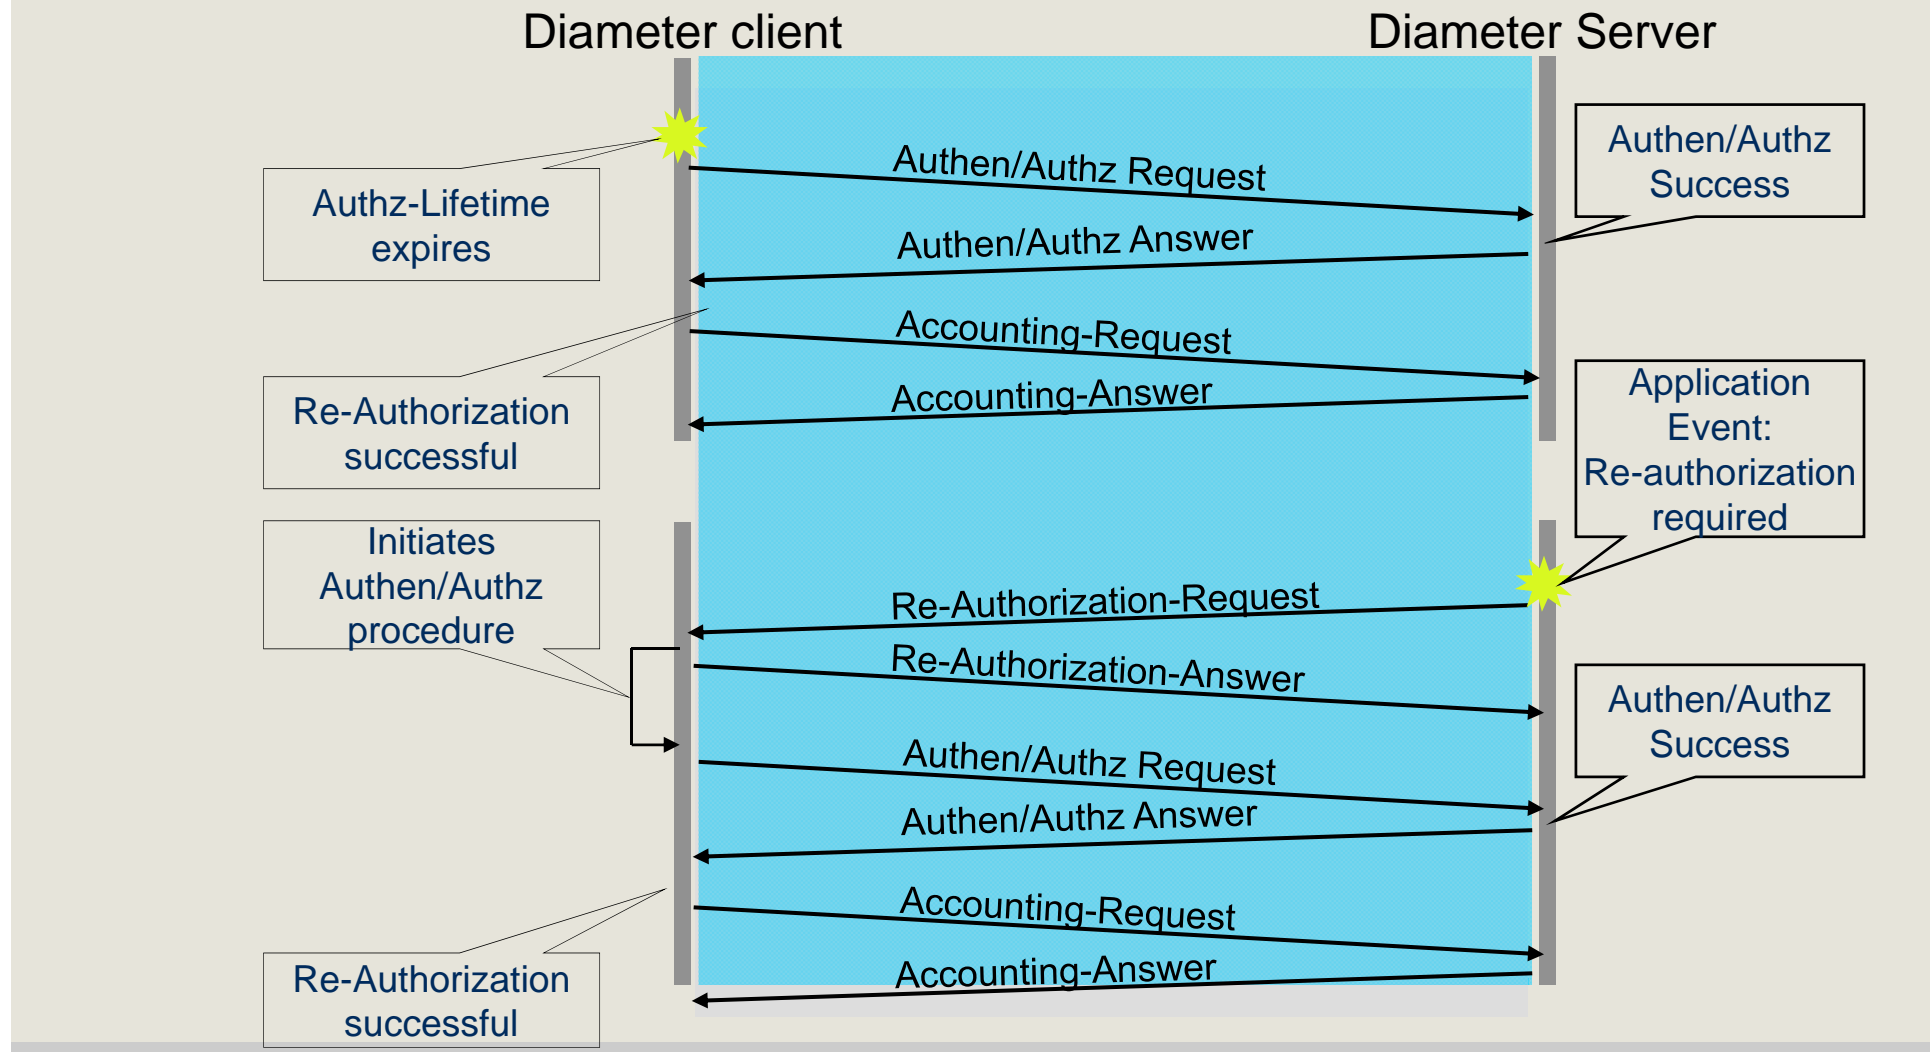 Diameter client
Diameter Server
Authen/Authz
Success
Authen/Authz Request
Authz-Lifetime
expires
Authen/Authz Answer
Accounting-Request
Re-Authorization
successful
Accounting-Answer
Application
Event:
Re-authorization
required
Initiates
Authen/Authz
procedure
Re-Authorization-Request
Re-Authorization-Answer
Authen/Authz
Success
Authen/Authz Request
Authen/Authz Answer
Accounting-Request
Accounting-Answer
Re-Authorization
successful